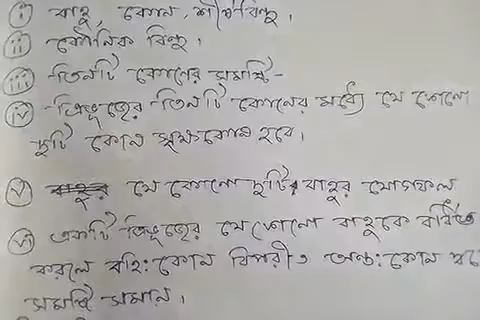 i) বাহু, কোন, শীর্ষবিন্দু।
ii) কৌনিক বিন্দু।
iii) তিনটি কোনের সমষ্টি -
iv) ত্রিভূজের তিনটি কোনের মধ্যে যে কোনো
দুটি কোন সূক্ষকোন হবে।
v) যে কোনো দুটি বাহুর যোগফল
vi) একটি ত্রিভূজের যে কোনো বাহুকে বর্ধিত
করলে বহিঃকোন বিপরীত অন্তঃকোন
সমষ্টি সমান।